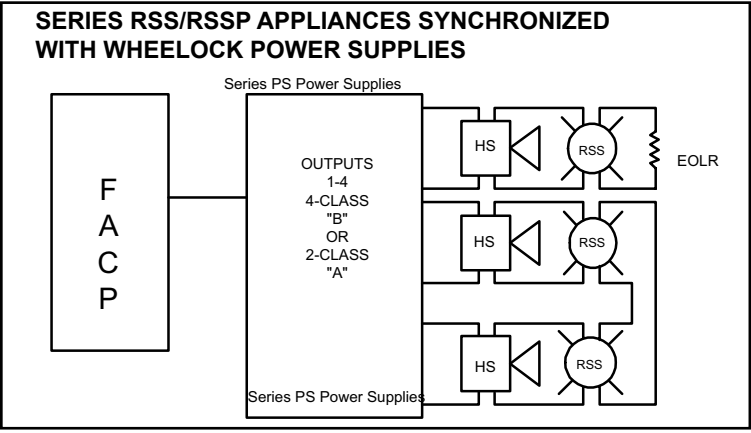 SERIES RSS/RSSP APPLIANCES SYNCHRONIZED
WITH WHEELOCK POWER SUPPLIES
Series PS Power Supplies
F
A
C
P
OUTPUTS
1-4
4-CLASS
"B"
OR
2-CLASS
"A"
HS
RSS
EOLR
HS
RSS
HS
RSS
Series PS Power Supplies